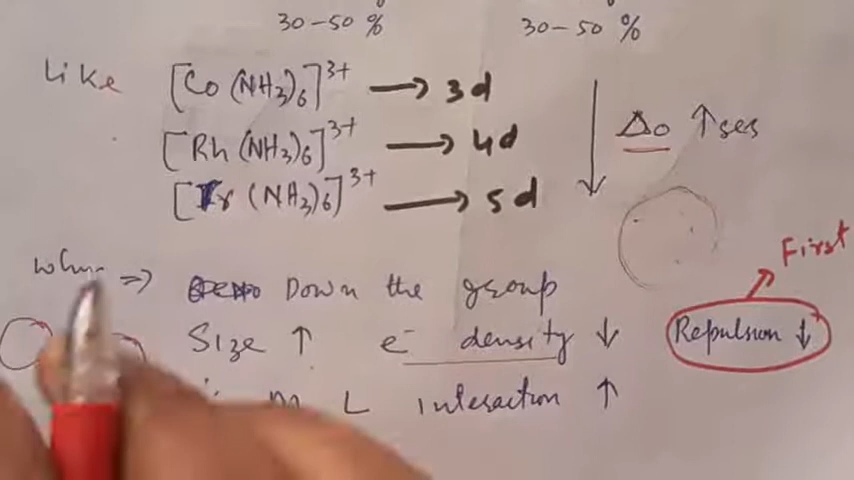 30-50 % 30-50 %
Like [Co (NH3)6]3+ → 3d
[Rh (NH3)6]3+ → 4d
[Ir (NH3)6]3+ → 5d
Δo ↑ses
First
when ⇒ Down the group
Size ↑ e- density ↓ Repulsion ↓
M L interaction ↑